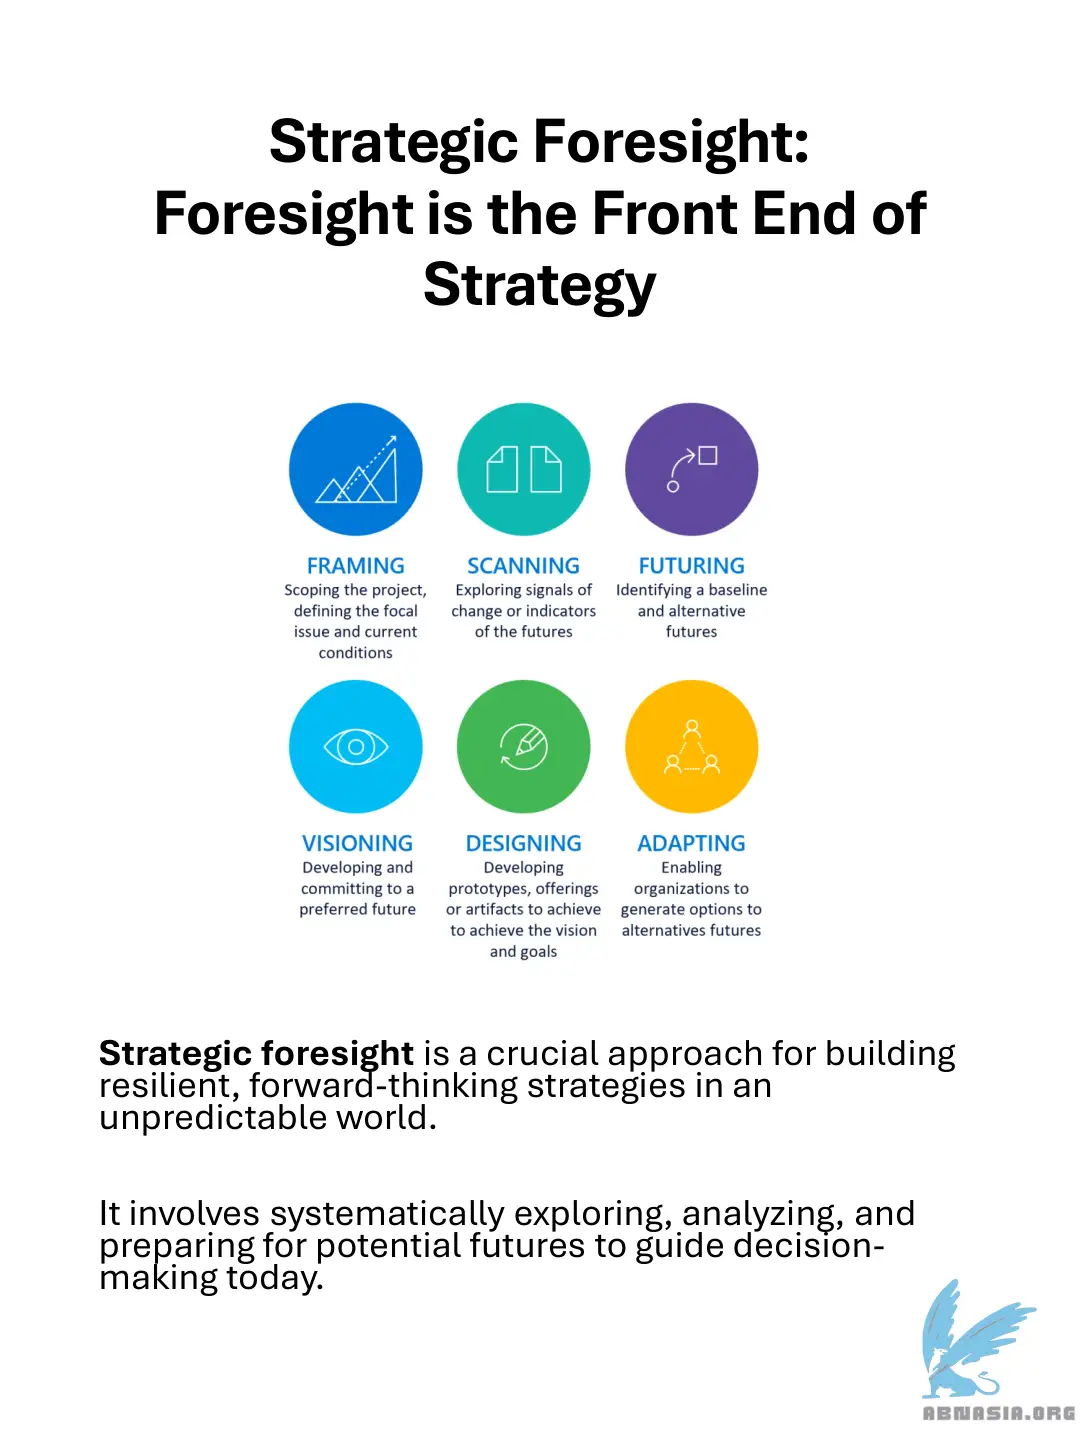 Strategic Foresight:
Foresight is the Front End of
Strategy
FRAMING
Scoping the project,
defining the focal
issue and current
conditions
SCANNING
Exploring signals of
change or indicators
of the futures
FUTURING
Identifying a baseline
and alternative
futures
VISIONING
Developing and
committing to a
preferred future
DESIGNING
Developing
prototypes, offerings
or artifacts to achieve
to achieve the vision
and goals
ADAPTING
Enabling
organizations to
generate options to
alternatives futures
Strategic foresight is a crucial approach for building
resilient, forward-thinking strategies in an
unpredictable world.
It involves systematically exploring, analyzing, and
preparing for potential futures to guide decision-
making today.
ABNASIA.ORG